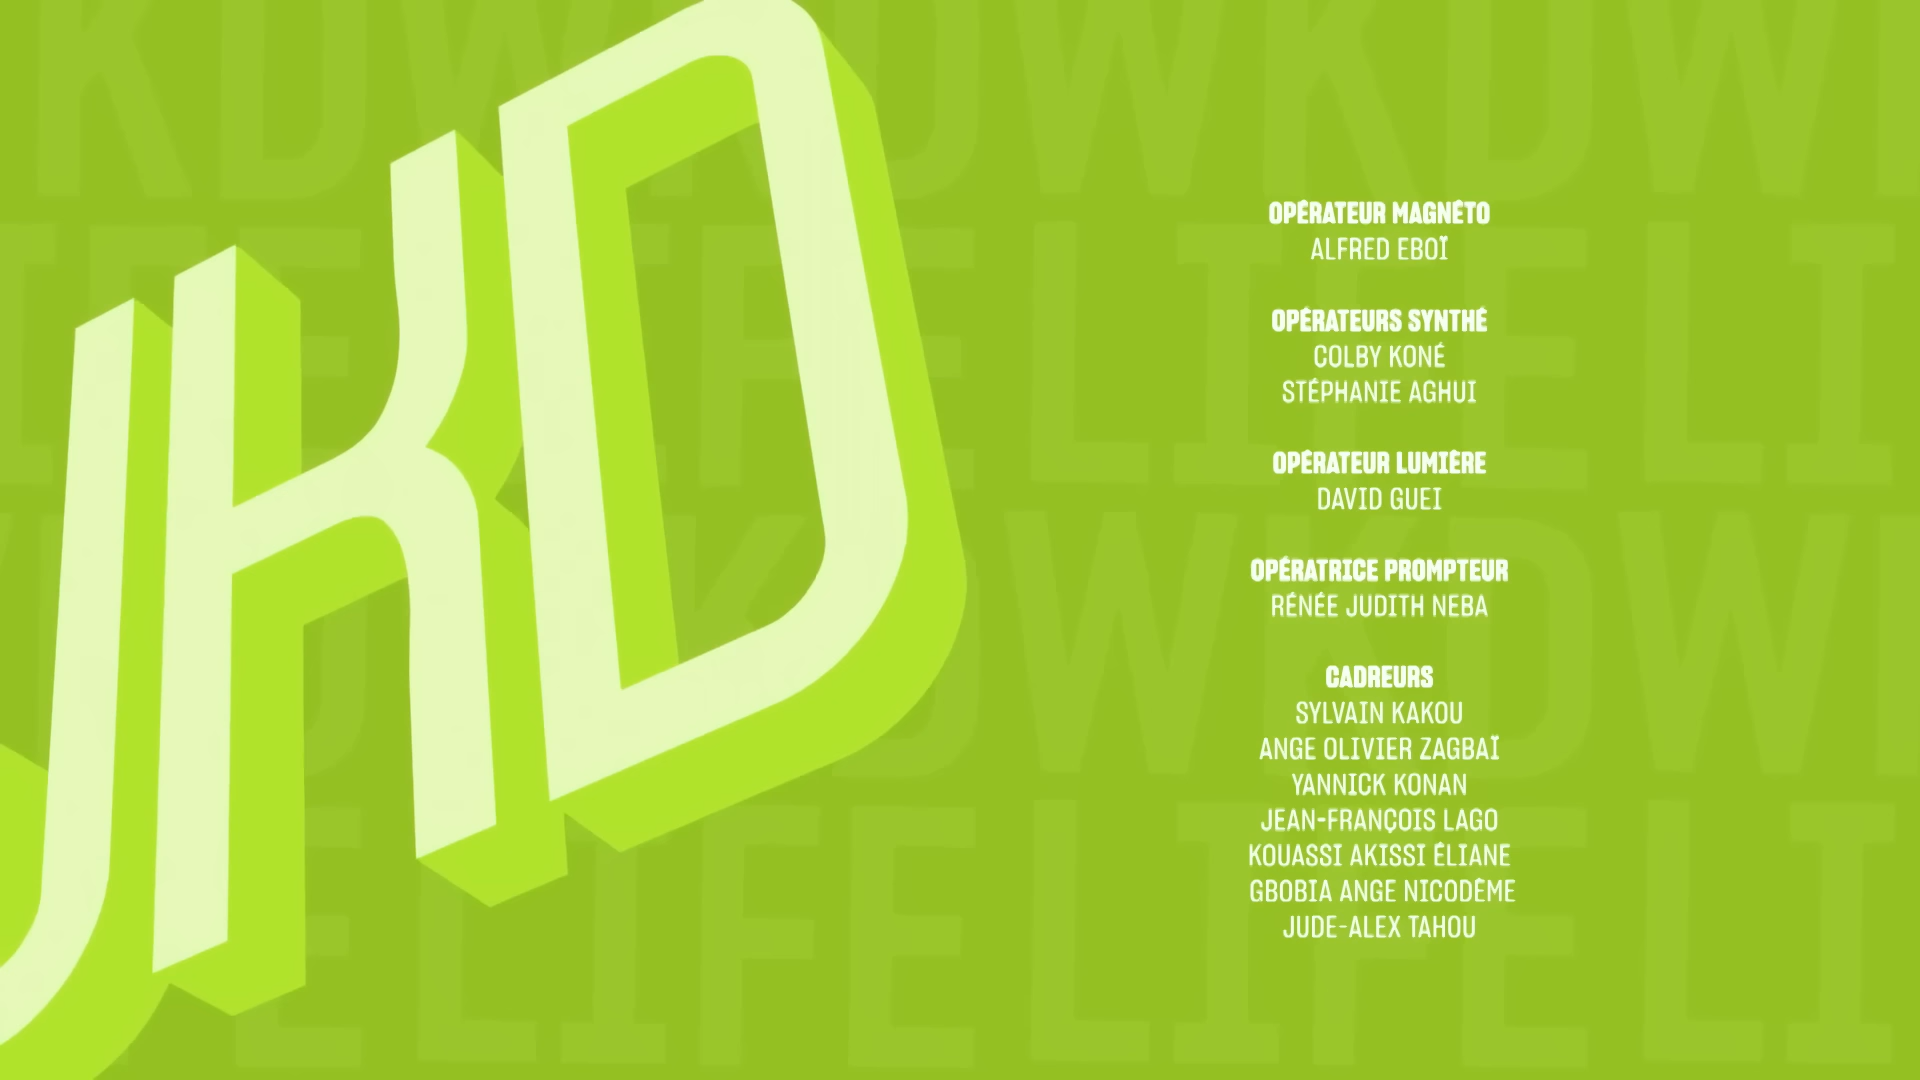 UKD
OPÉRATEUR MAGNÉTO
ALFRED EBOÏ
OPÉRATEURS SYNTHÉ
COLBY KONÉ
STÉPHANIE AGHUI
OPÉRATEUR LUMIÈRE
DAVID GUEI
OPÉRATRICE PROMPTEUR
RÉNÉE JUDITH NEBA
CADREURS
SYLVAIN KAKOU
ANGE OLIVIER ZAGBAÏ
YANNICK KONAN
JEAN-FRANÇOIS LAGO
KOUASSI AKISSI ÉLIANE
GBOBIA ANGE NICODÈME
JUDE-ALEX TAHOU